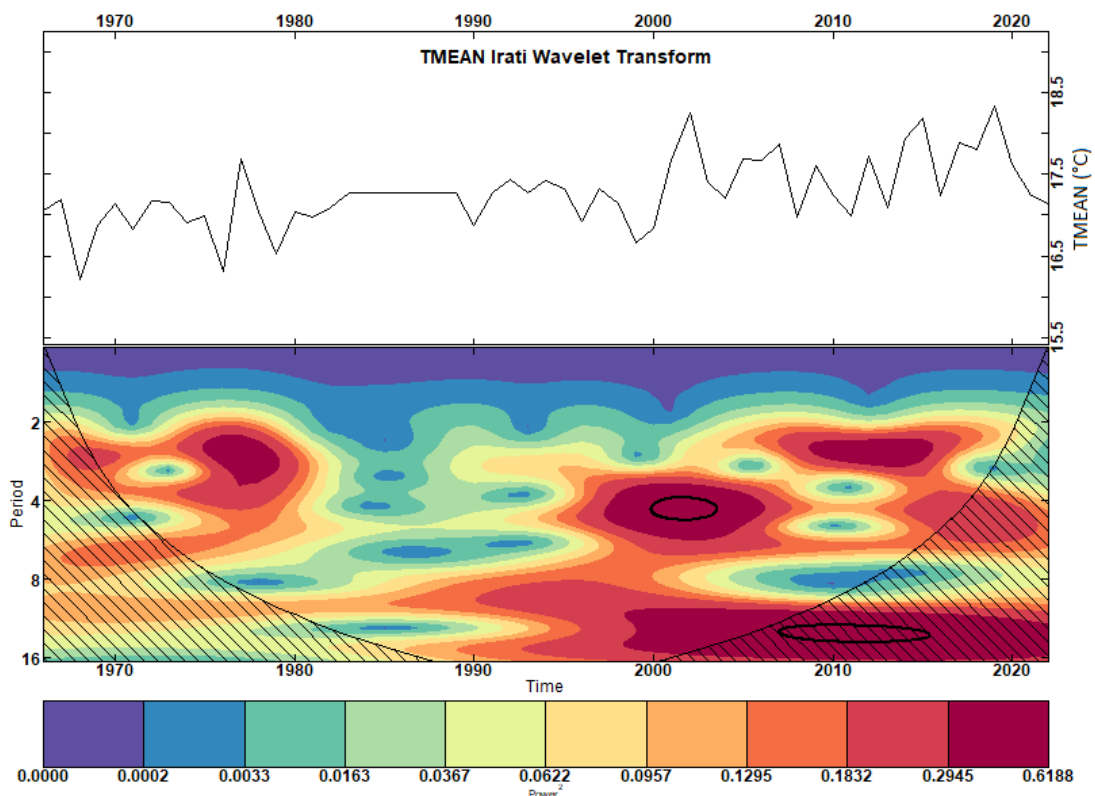 1970 1980 1990 2000 2010 2020
TMEAN Irati Wavelet Transform
18.5
17.5
16.5
15.5
TMEAN (°C)
2
4
8
16
Period
1970 1980 1990 2000 2010 2020
Time
0.0000 0.0002 0.0033 0.0163 0.0367 0.0622 0.0957 0.1295 0.1832 0.2945 0.6188
Power2